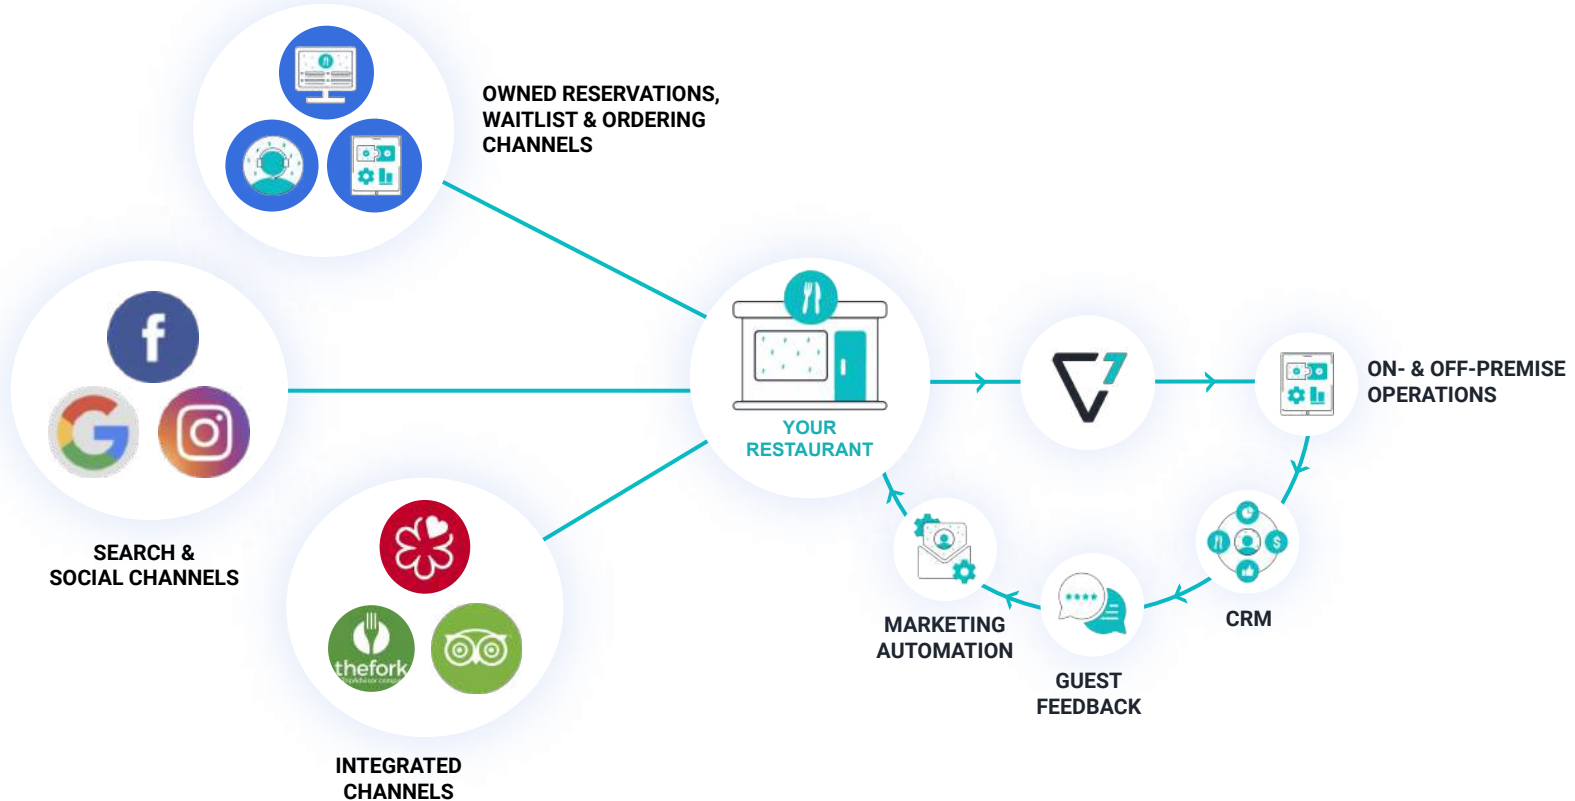 OWNED RESERVATIONS,
WAITLIST & ORDERING
CHANNELS
YOUR
RESTAURANT
ON- & OFF-PREMISE
OPERATIONS
SEARCH &
SOCIAL CHANNELS
thefork
INTEGRATED
CHANNELS
MARKETING
AUTOMATION
GUEST
FEEDBACK
CRM